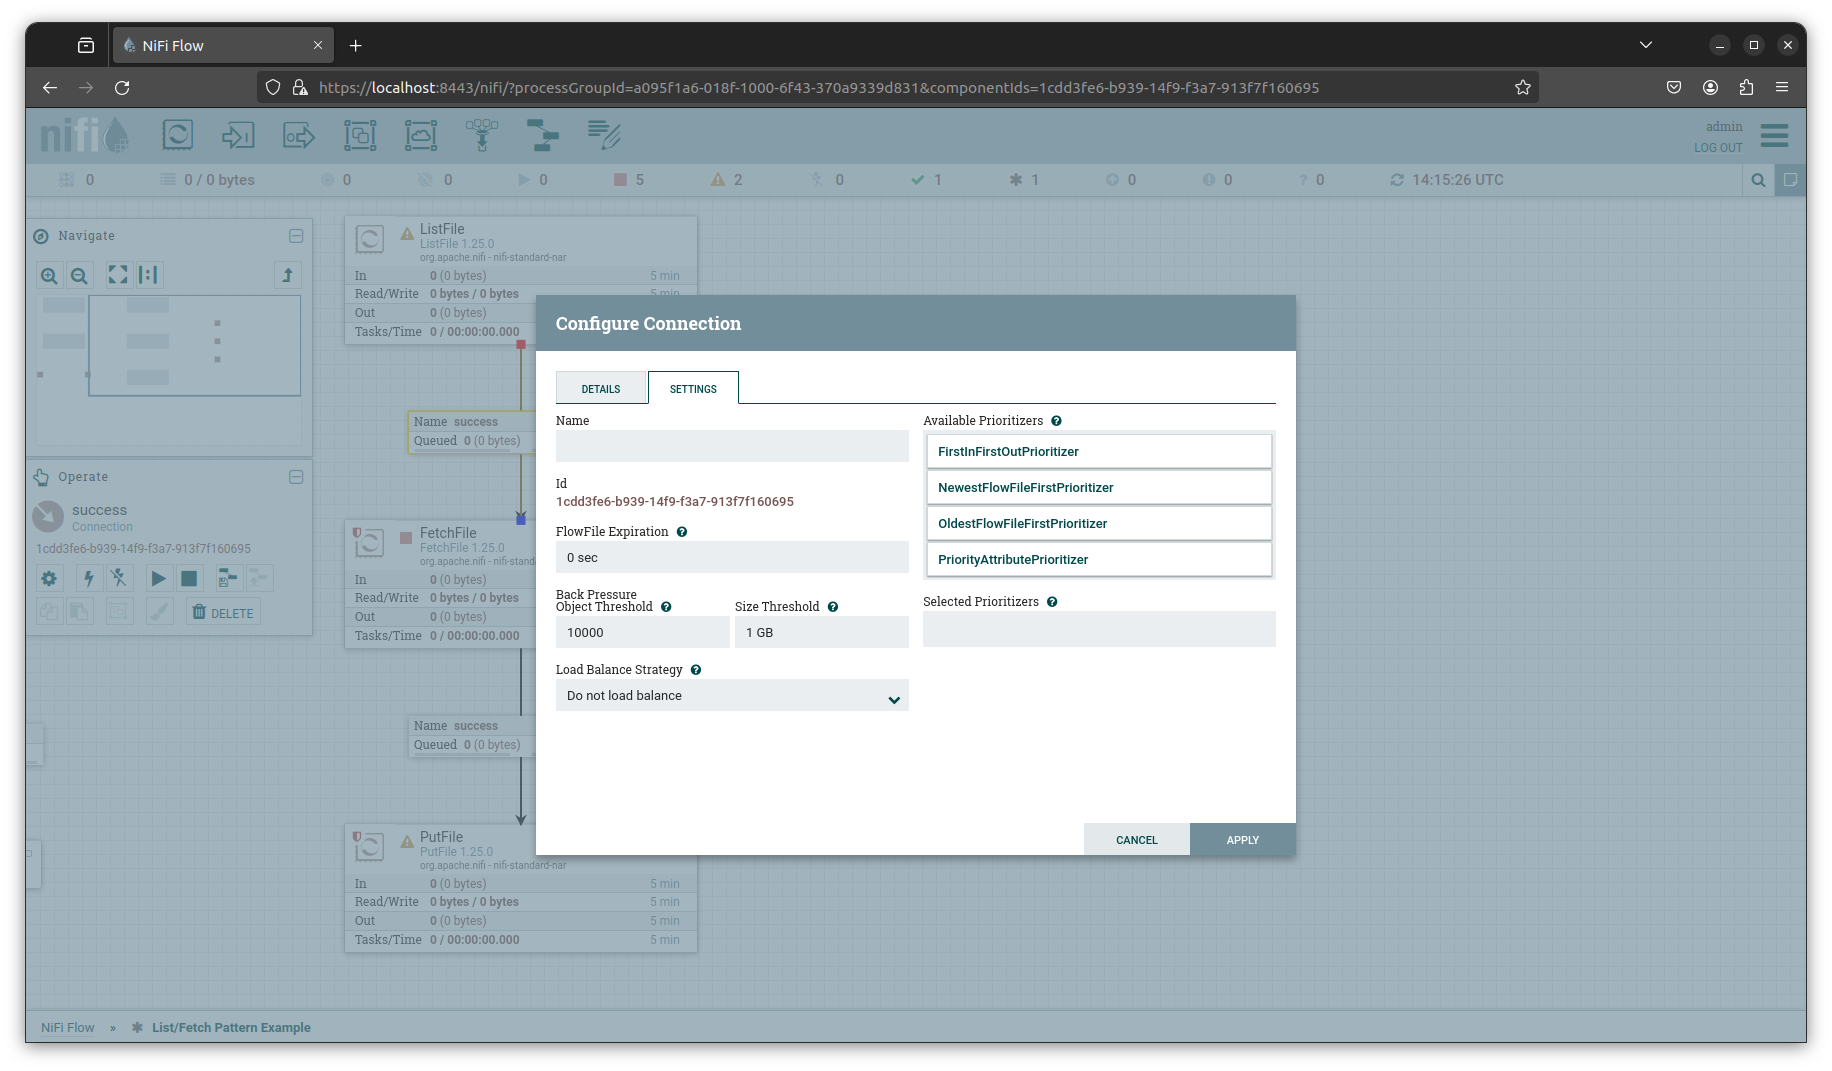 NiFi Flow
https://localhost:8443/nifi/?processGroupId=a095f1a6-018f-1000-6f43-370a9339d831&componentIds=1cdd3fe6-b939-14f9-f3a7-913f7f160695
nifi
admin
LOG OUT
0 0 / 0 bytes 0 0 0 5 2 0 1 1 0 0 ? 0 14:15:26 UTC
Navigate
Operate
success
Connection
1cdd3fe6-b939-14f9-f3a7-913f7f160695
DELETE
ListFile
ListFile 1.25.0
org.apache.nifi - nifi-standard-nar
In 0 (0 bytes) 5 min
Read/Write 0 bytes / 0 bytes 5 min
Out 0 (0 bytes)
Tasks/Time 0 / 00:00:00.000
Name success
Queued 0 (0 bytes)
FetchFile
FetchFile 1.25.0
org.apache.nifi - nifi-standa
In 0 (0 bytes)
Read/Write 0 bytes / 0 bytes
Out 0 (0 bytes)
Tasks/Time 0 / 00:00:00.000
Name success
Queued 0 (0 bytes)
PutFile
PutFile 1.25.0
org.apache.nifi - nifi-standard-nar
In 0 (0 bytes) 5 min
Read/Write 0 bytes / 0 bytes 5 min
Out 0 (0 bytes) 5 min
Tasks/Time 0 / 00:00:00.000 5 min
Configure Connection
DETAILS SETTINGS
Name
Id
1cdd3fe6-b939-14f9-f3a7-913f7f160695
FlowFile Expiration
0 sec
Back Pressure
Object Threshold Size Threshold
10000 1 GB
Load Balance Strategy
Do not load balance
Available Prioritizers
FirstInFirstOutPrioritizer
NewestFlowFileFirstPrioritizer
OldestFlowFileFirstPrioritizer
PriorityAttributePrioritizer
Selected Prioritizers
CANCEL APPLY
NiFi Flow » List/Fetch Pattern Example